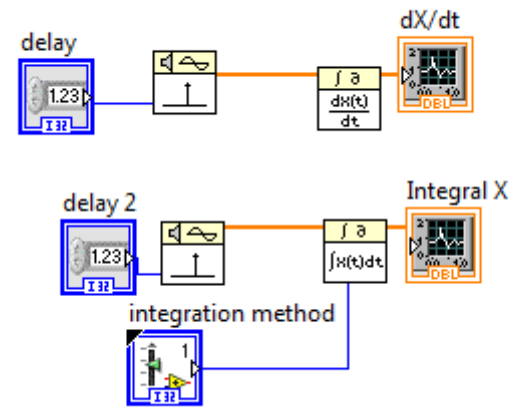 dX/dt
delay
1.23
I32
∫ ∂
dX(t)
dt
DBL
delay 2
Integral X
1.23
I32
∫ ∂
∫X(t)dt
DBL
integration method
1
I32